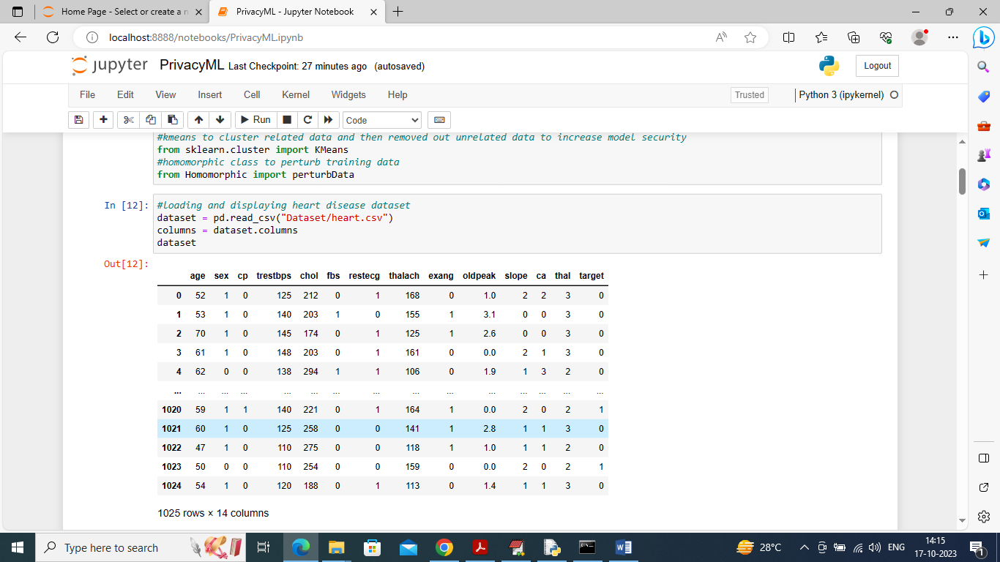 Home Page - Select or create a n
PrivacyML - Jupyter Notebook
localhost:8888/notebooks/PrivacyML.ipynb
jupyter PrivacyML Last Checkpoint: 27 minutes ago (autosaved)
Logout
File Edit View Insert Cell Kernel Widgets Help
Trusted
Python 3 (ipykernel)
Run
Code
#kmeans to cluster related data and then removed out unrelated data to increase model security
from sklearn.cluster import KMeans
#homomorphic class to perturb training data
from Homomorphic import perturbData
In [12]: #Loading and displaying heart disease dataset
dataset = pd.read_csv("Dataset/heart.csv")
columns = dataset.columns
dataset
Out[12]:
age sex cp trestbps chol fbs restecg thalach exang oldpeak slope ca thal target
0 52 1 0 125 212 0 1 168 0 1.0 2 2 3 0
1 53 1 0 140 203 1 0 155 1 3.1 0 0 3 0
2 70 1 0 145 174 0 1 125 1 2.6 0 0 3 0
3 61 1 0 148 203 0 1 161 0 0.0 2 1 3 0
4 62 0 0 138 294 1 1 106 0 1.9 1 3 2 0
... ... ... ... ... ... ... ... ... ... ... ... ... ... ...
1020 59 1 1 140 221 0 1 164 1 0.0 2 0 2 1
1021 60 1 0 125 258 0 0 141 1 2.8 1 1 3 0
1022 47 1 0 110 275 0 0 118 1 1.0 1 1 2 0
1023 50 0 0 110 254 0 0 159 0 0.0 2 0 2 1
1024 54 1 0 120 188 0 1 113 0 1.4 1 1 3 0
1025 rows × 14 columns
Type here to search
28°C
ENG
14:15
17-10-2023
1